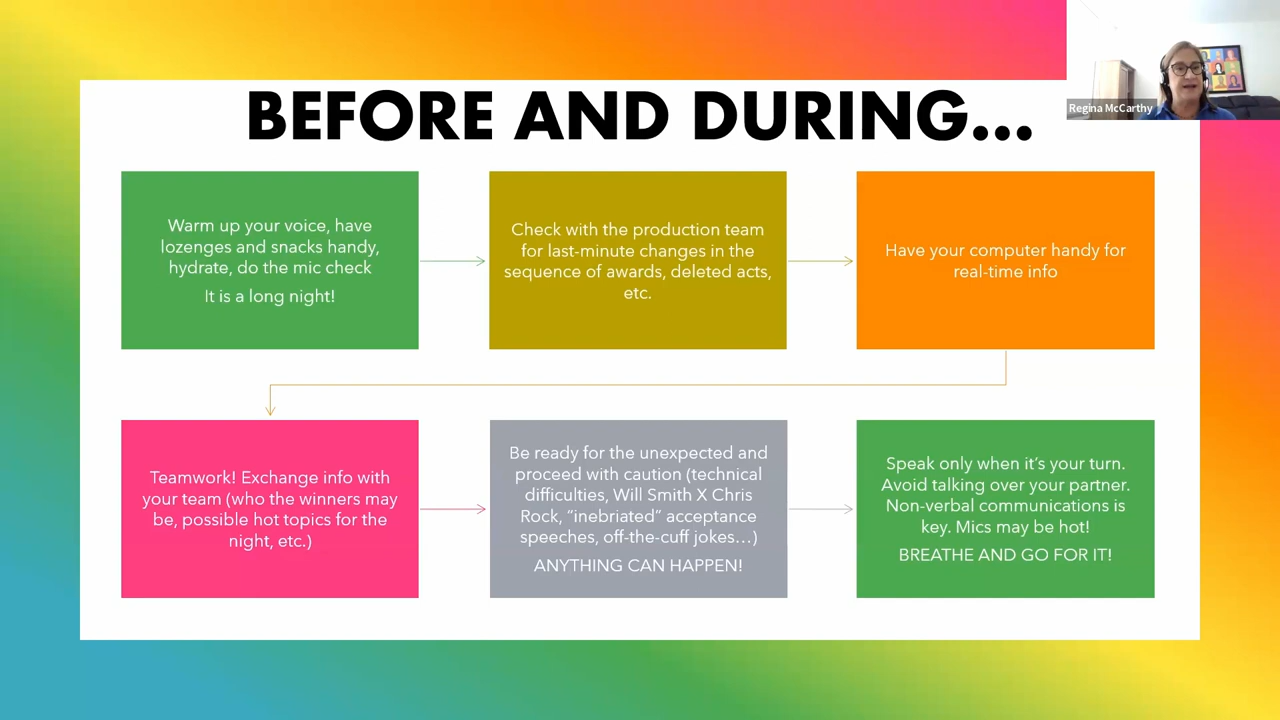 BEFORE AND DURING...
Regina McCarthy
Warm up your voice, have
lozenges and snacks handy,
hydrate, do the mic check
It is a long night!
Check with the production team
for last-minute changes in the
sequence of awards, deleted acts,
etc.
Have your computer handy for
real-time info
Teamwork! Exchange info with
your team (who the winners may
be, possible hot topics for the
night, etc.)
Be ready for the unexpected and
proceed with caution (technical
difficulties, Will Smith X Chris
Rock, “inebriated” acceptance
speeches, off-the-cuff jokes…)
ANYTHING CAN HAPPEN!
Speak only when it’s your turn.
Avoid talking over your partner.
Non-verbal communications is
key. Mics may be hot!
BREATHE AND GO FOR IT!